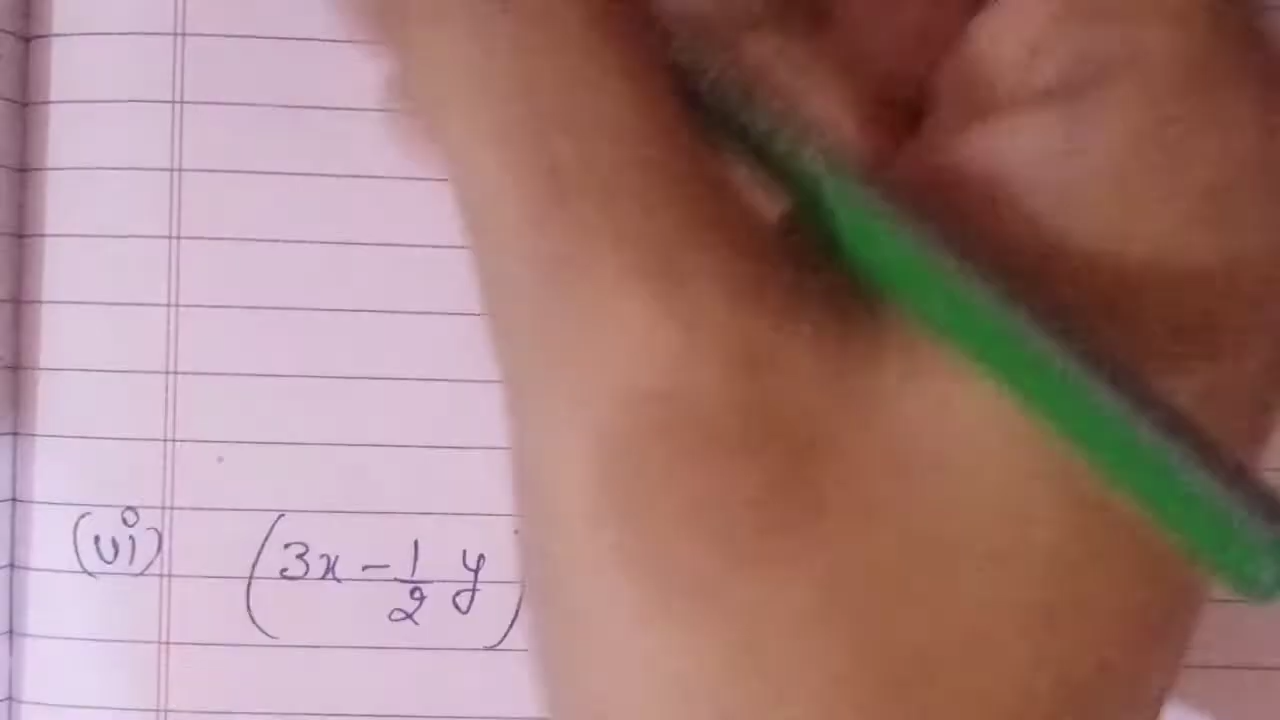 (vi) (3x - 1/2 y)